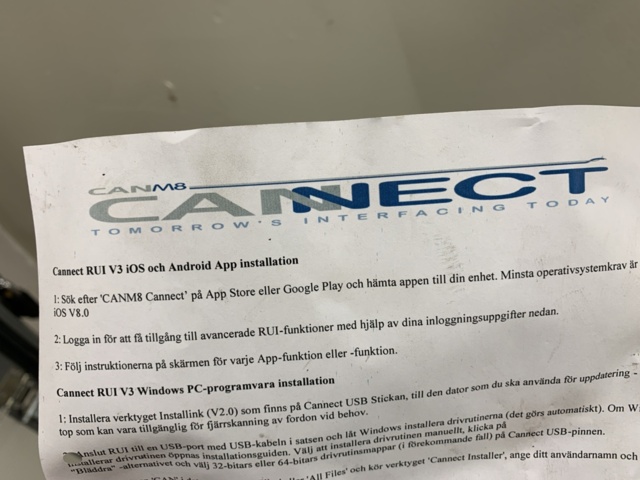 CANM8
CANNECT
TOMORROW'S INTERFACING TODAY
Cannect RUI V3 iOS och Android App installation
1: Sök efter 'CANM8 Cannect' på App Store eller Google Play och hämta appen till din enhet. Minsta operativsystemkrav är
iOS V8.0
2: Logga in för att få tillgång till avancerade RUI-funktioner med hjälp av dina inloggningsuppgifter nedan.
3: Följ instruktionerna på skärmen för varje App-funktion eller -funktion.
Cannect RUI V3 Windows PC-programvara installation
1: Installera verktyget Installink (V2.0) som finns på Cannect USB Stickan, till den dator som du ska använda för uppdatering -
top som kan vara tillgänglig för fjärrskanning av fordon vid behov.
Anslut RUI till en USB-port med USB-kabeln i satsen och låt Windows installera drivrutinerna (det görs automatiskt). Om
installerar drivrutinen öppnas installationsguiden. Välj att installera drivrutinen manuellt, klicka på
"Bläddra" -alternativet och välj 32-bitars eller 64-bitars drivrutinsmappar (i förekommande fall) på Cannect USB-pinnen.
'All Files' och kör verktyget 'Cannect Installer', ange ditt användarnamn och